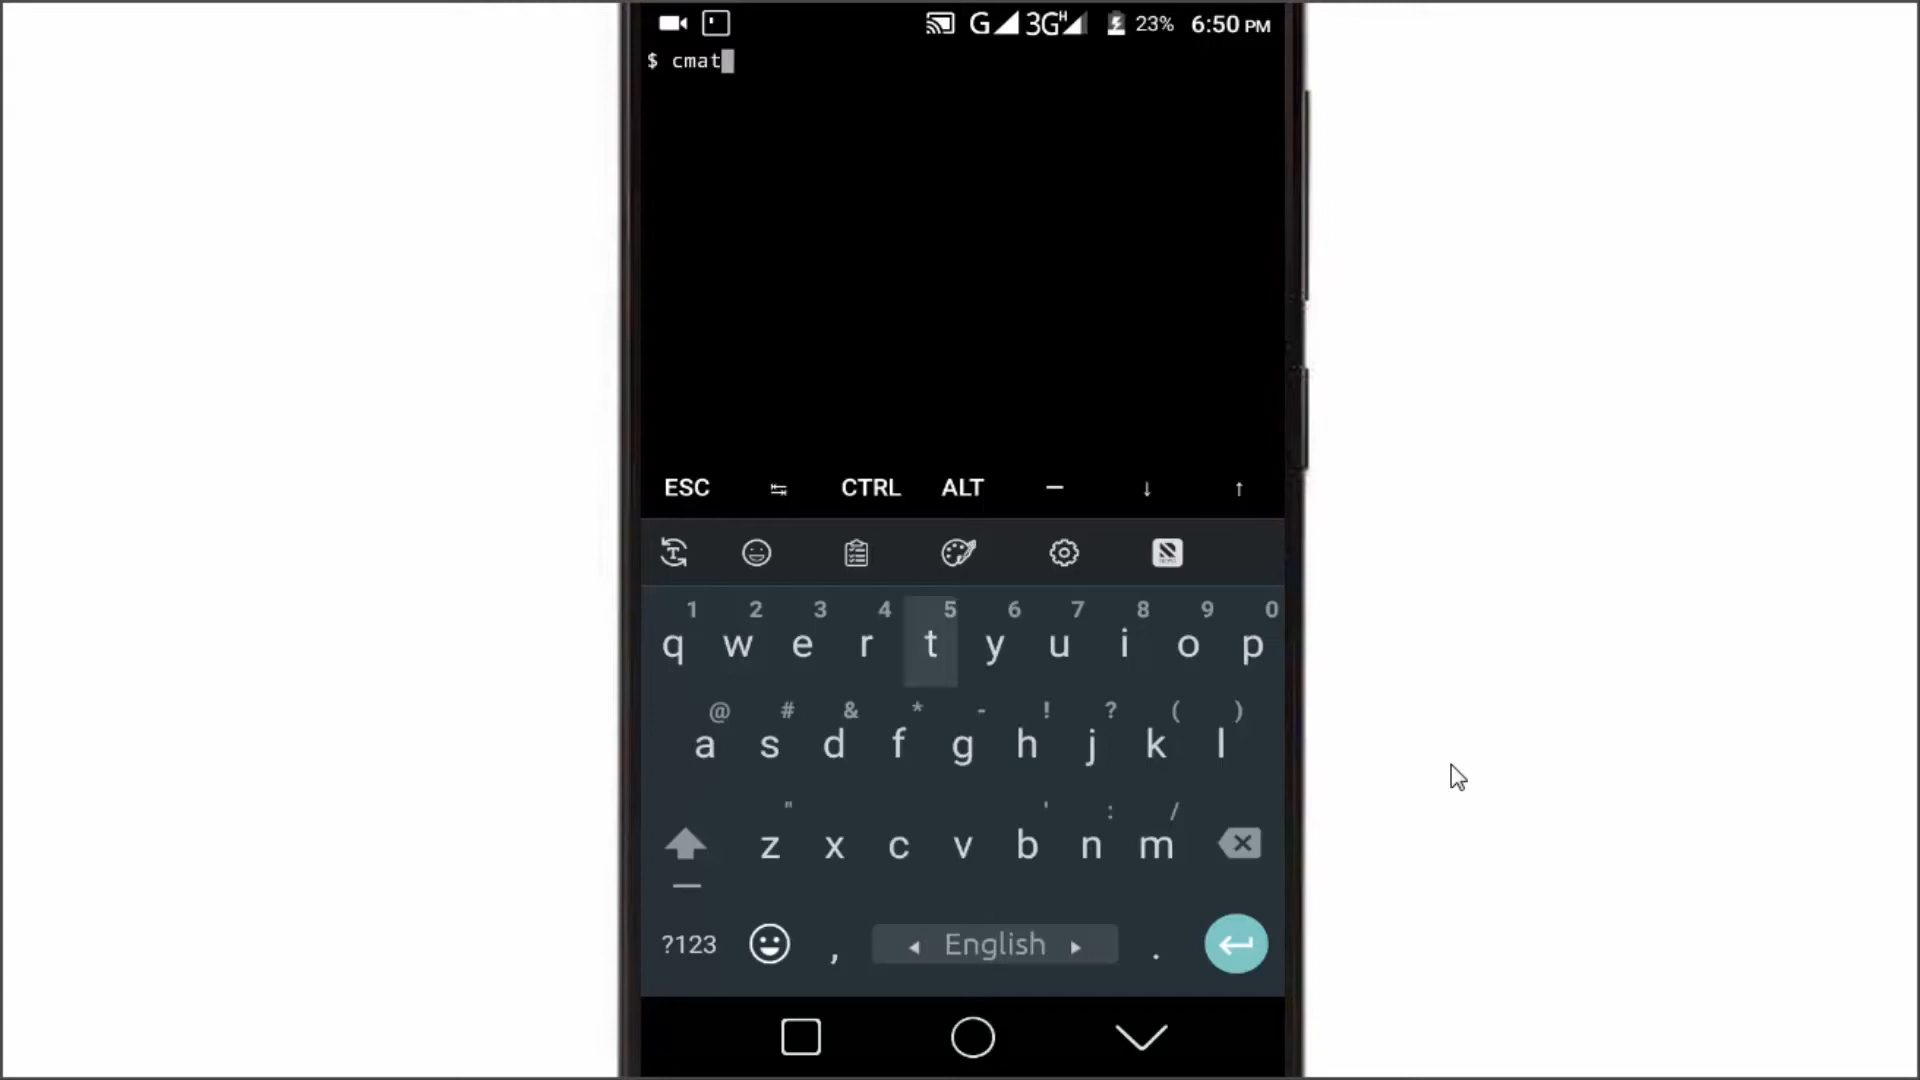 G 3G H 23% 6:50 PM
$ cmat
ESC ↹ CTRL ALT — ↓ ↑
1 2 3 4 5 6 7 8 9 0
q w e r t y u i o p
@ # & * - ! ? ( )
a s d f g h j k l
" ' : /
z x c v b n m
?123 , ◂ English ▸ .